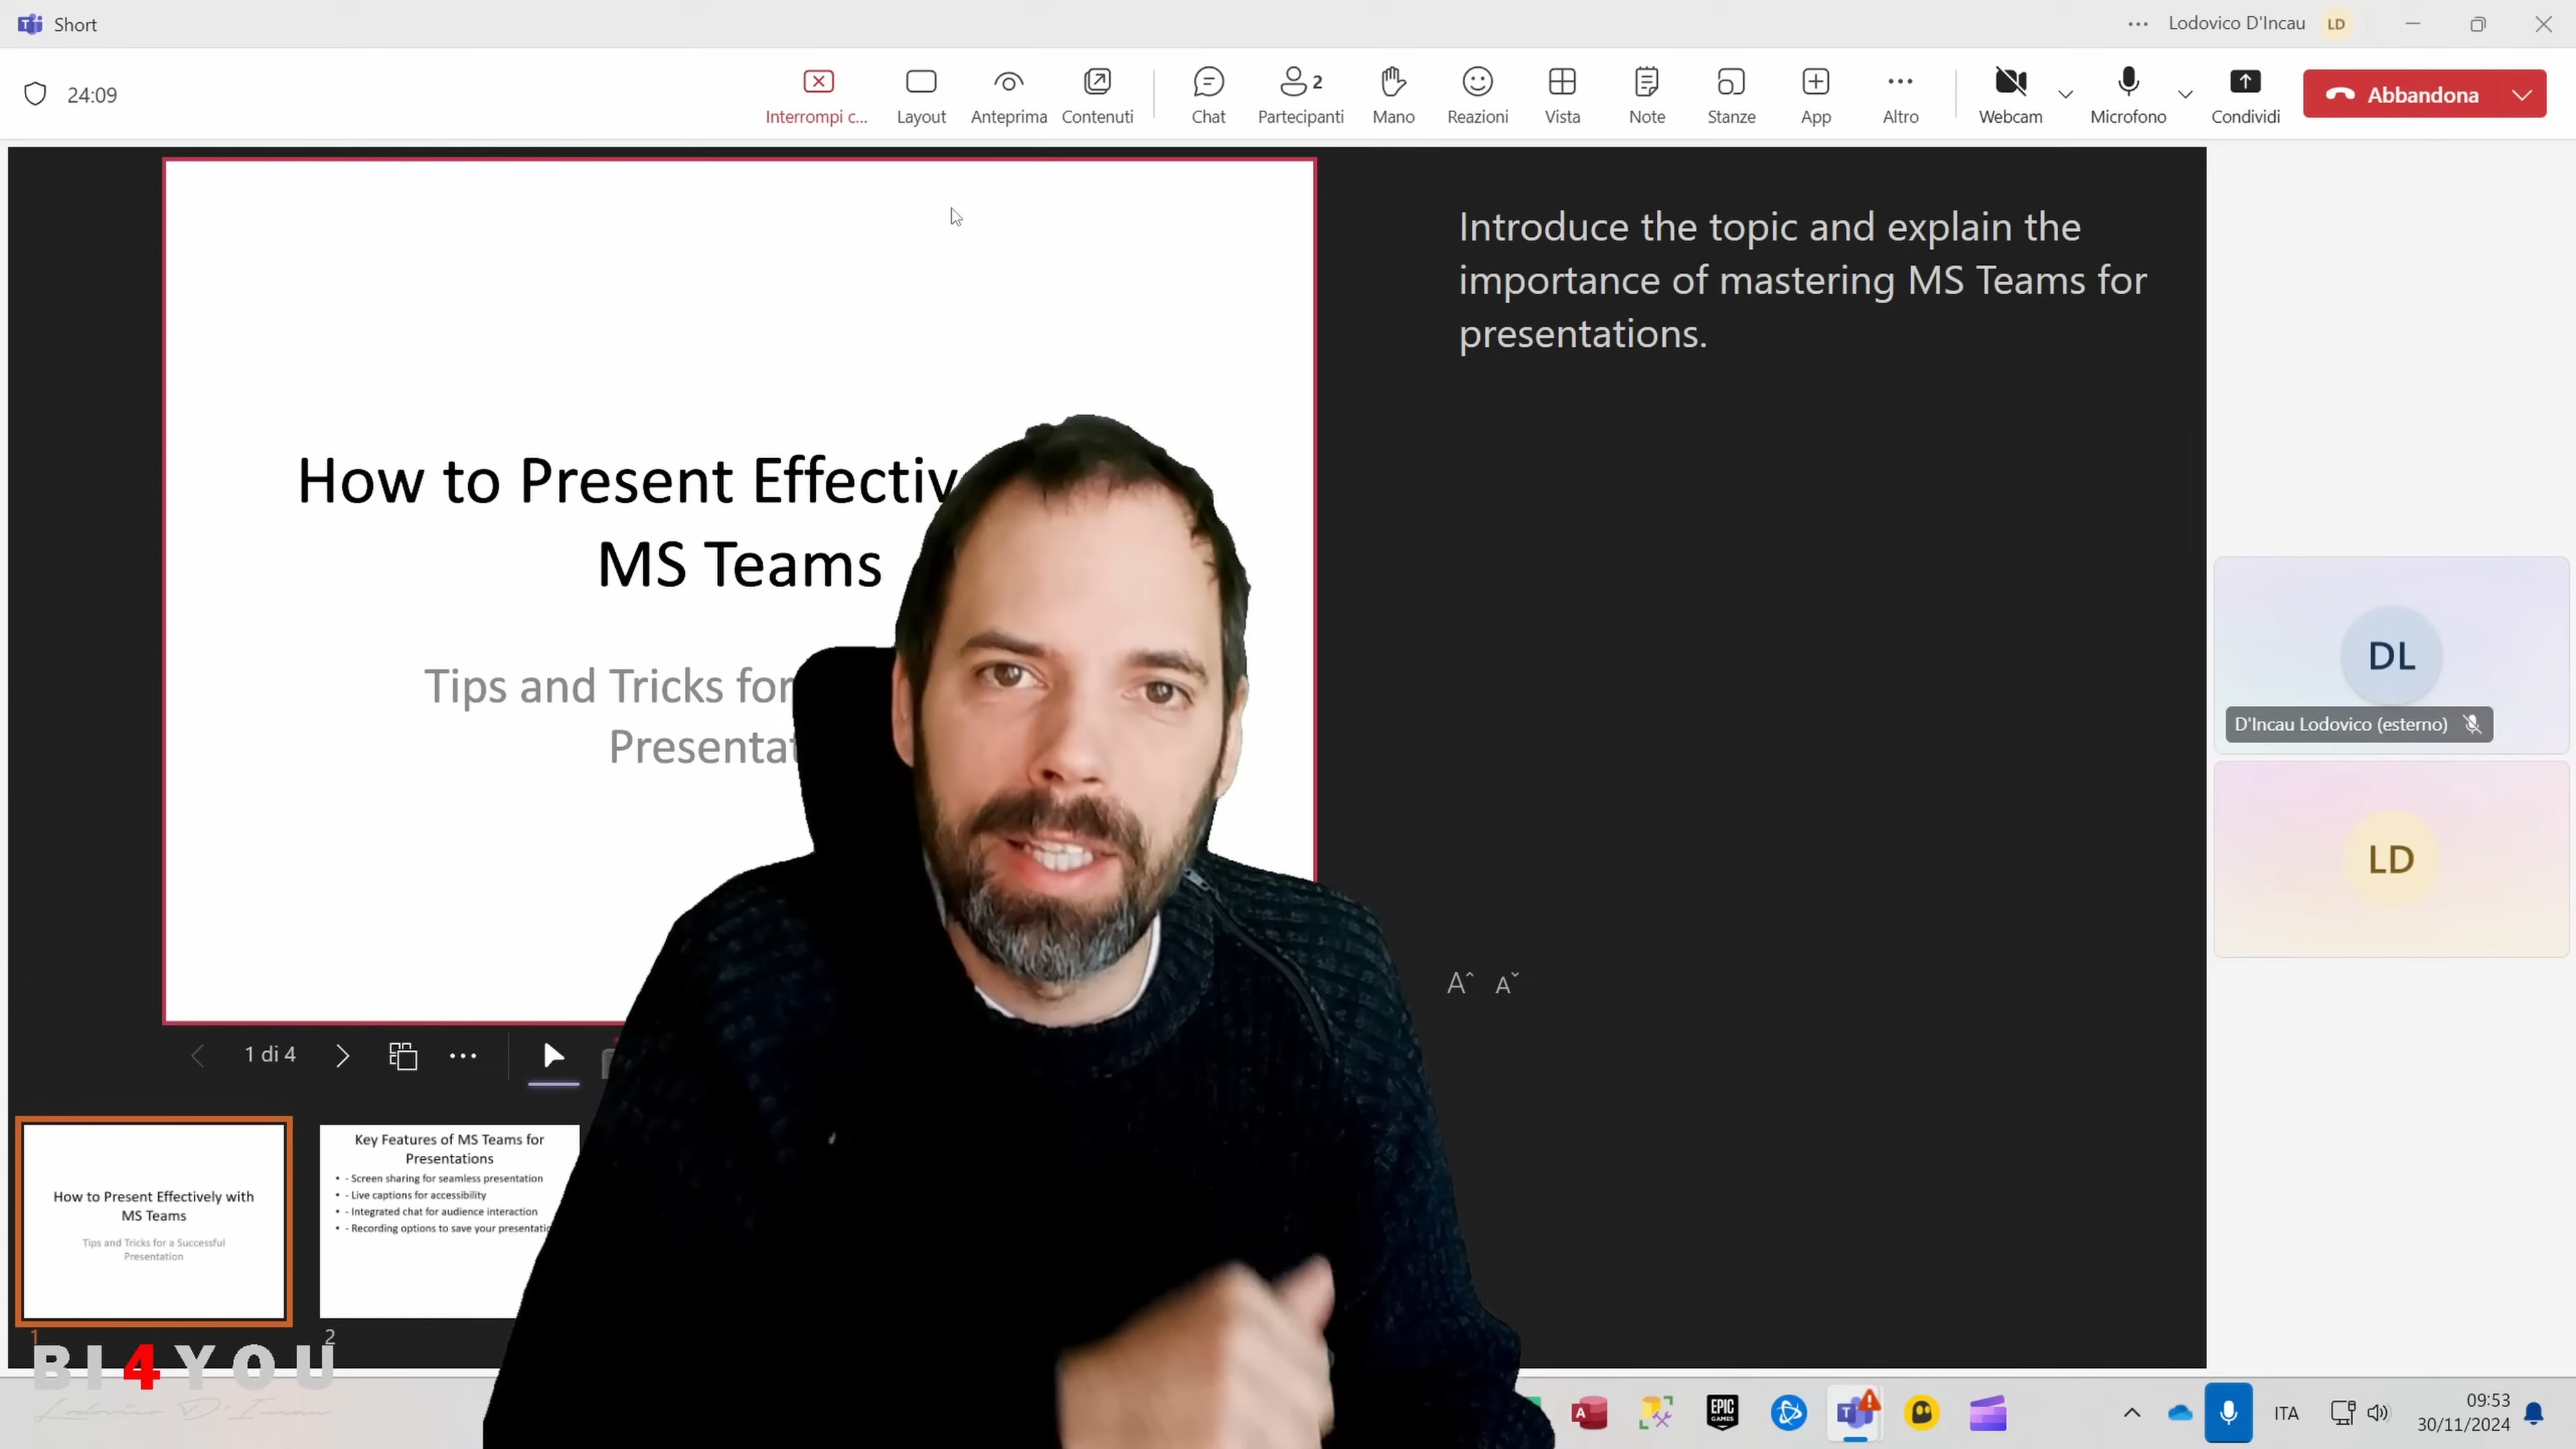 Short
Lodovico D'Incau LD
24:09
Interrompi c... Layout Anteprima Contenuti Chat Partecipanti 2 Mano Reazioni Vista Note Stanze App Altro Webcam Microfono Condividi Abbandona
Introduce the topic and explain the
importance of mastering MS Teams for
presentations.
How to Present Effectiv
MS Teams
Tips and Tricks for
Presentat
DL
D'Incau Lodovico (esterno)
LD
A A
1 di 4
How to Present Effectively with
MS Teams
Tips and Tricks for a Successful
Presentation
1
Key Features of MS Teams for
Presentations
• - Screen sharing for seamless presentation
• - Live captions for accessibility
• - Integrated chat for audience interaction
• - Recording options to save your presentatio
2
BI4YOU
Lodovico D'Incau
A
EPIC
GAMES
T
ITA
09:53
30/11/2024